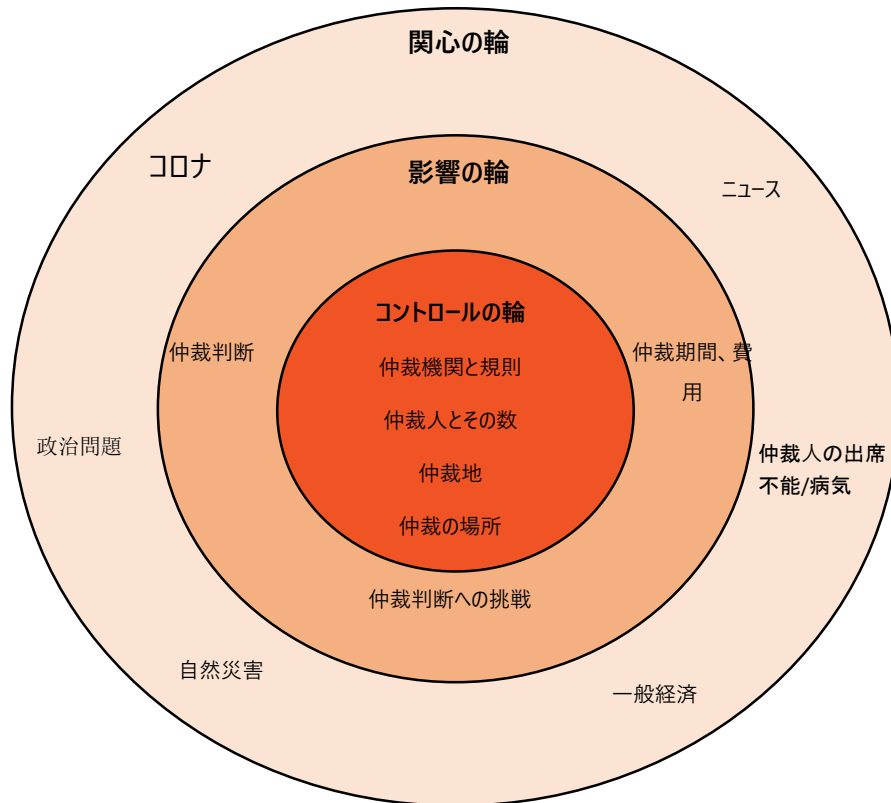 関心の輪
コロナ
影響の輪
ニュース
コントロールの輪
仲裁判断
仲裁期間、費
用
仲裁機関と規則
仲裁人とその数
政治問題
仲裁人の出席
不能/病気
仲裁地
仲裁の場所
仲裁判断への挑戦
自然災害
一般経済